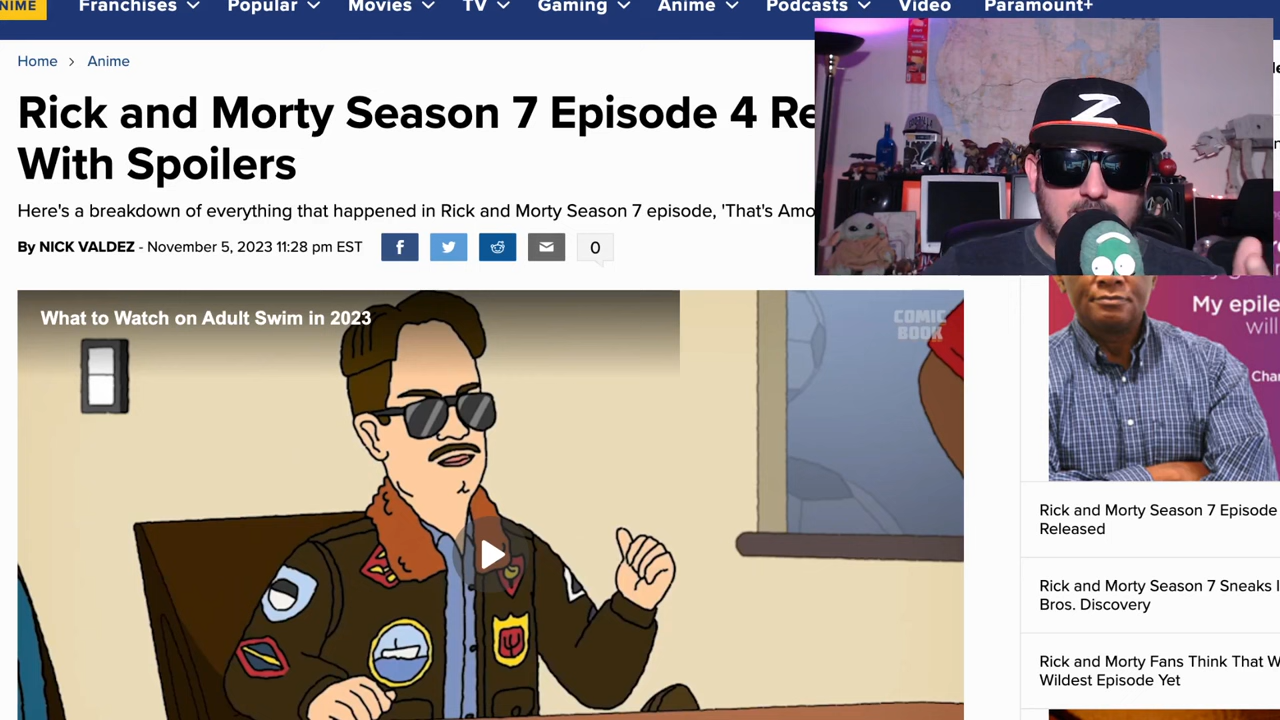 NIME
Franchises Popular Movies TV Gaming Anime Podcasts Video Paramount+
Home > Anime
Rick and Morty Season 7 Episode 4 Re
With Spoilers
Here's a breakdown of everything that happened in Rick and Morty Season 7 episode, 'That's Amo
By NICK VALDEZ - November 5, 2023 11:28 pm EST
f
0
What to Watch on Adult Swim in 2023
COMIC
BOOK
Z
My epile
will
Cha
Rick and Morty Season 7 Episode
Released
Rick and Morty Season 7 Sneaks I
Bros. Discovery
Rick and Morty Fans Think That W
Wildest Episode Yet